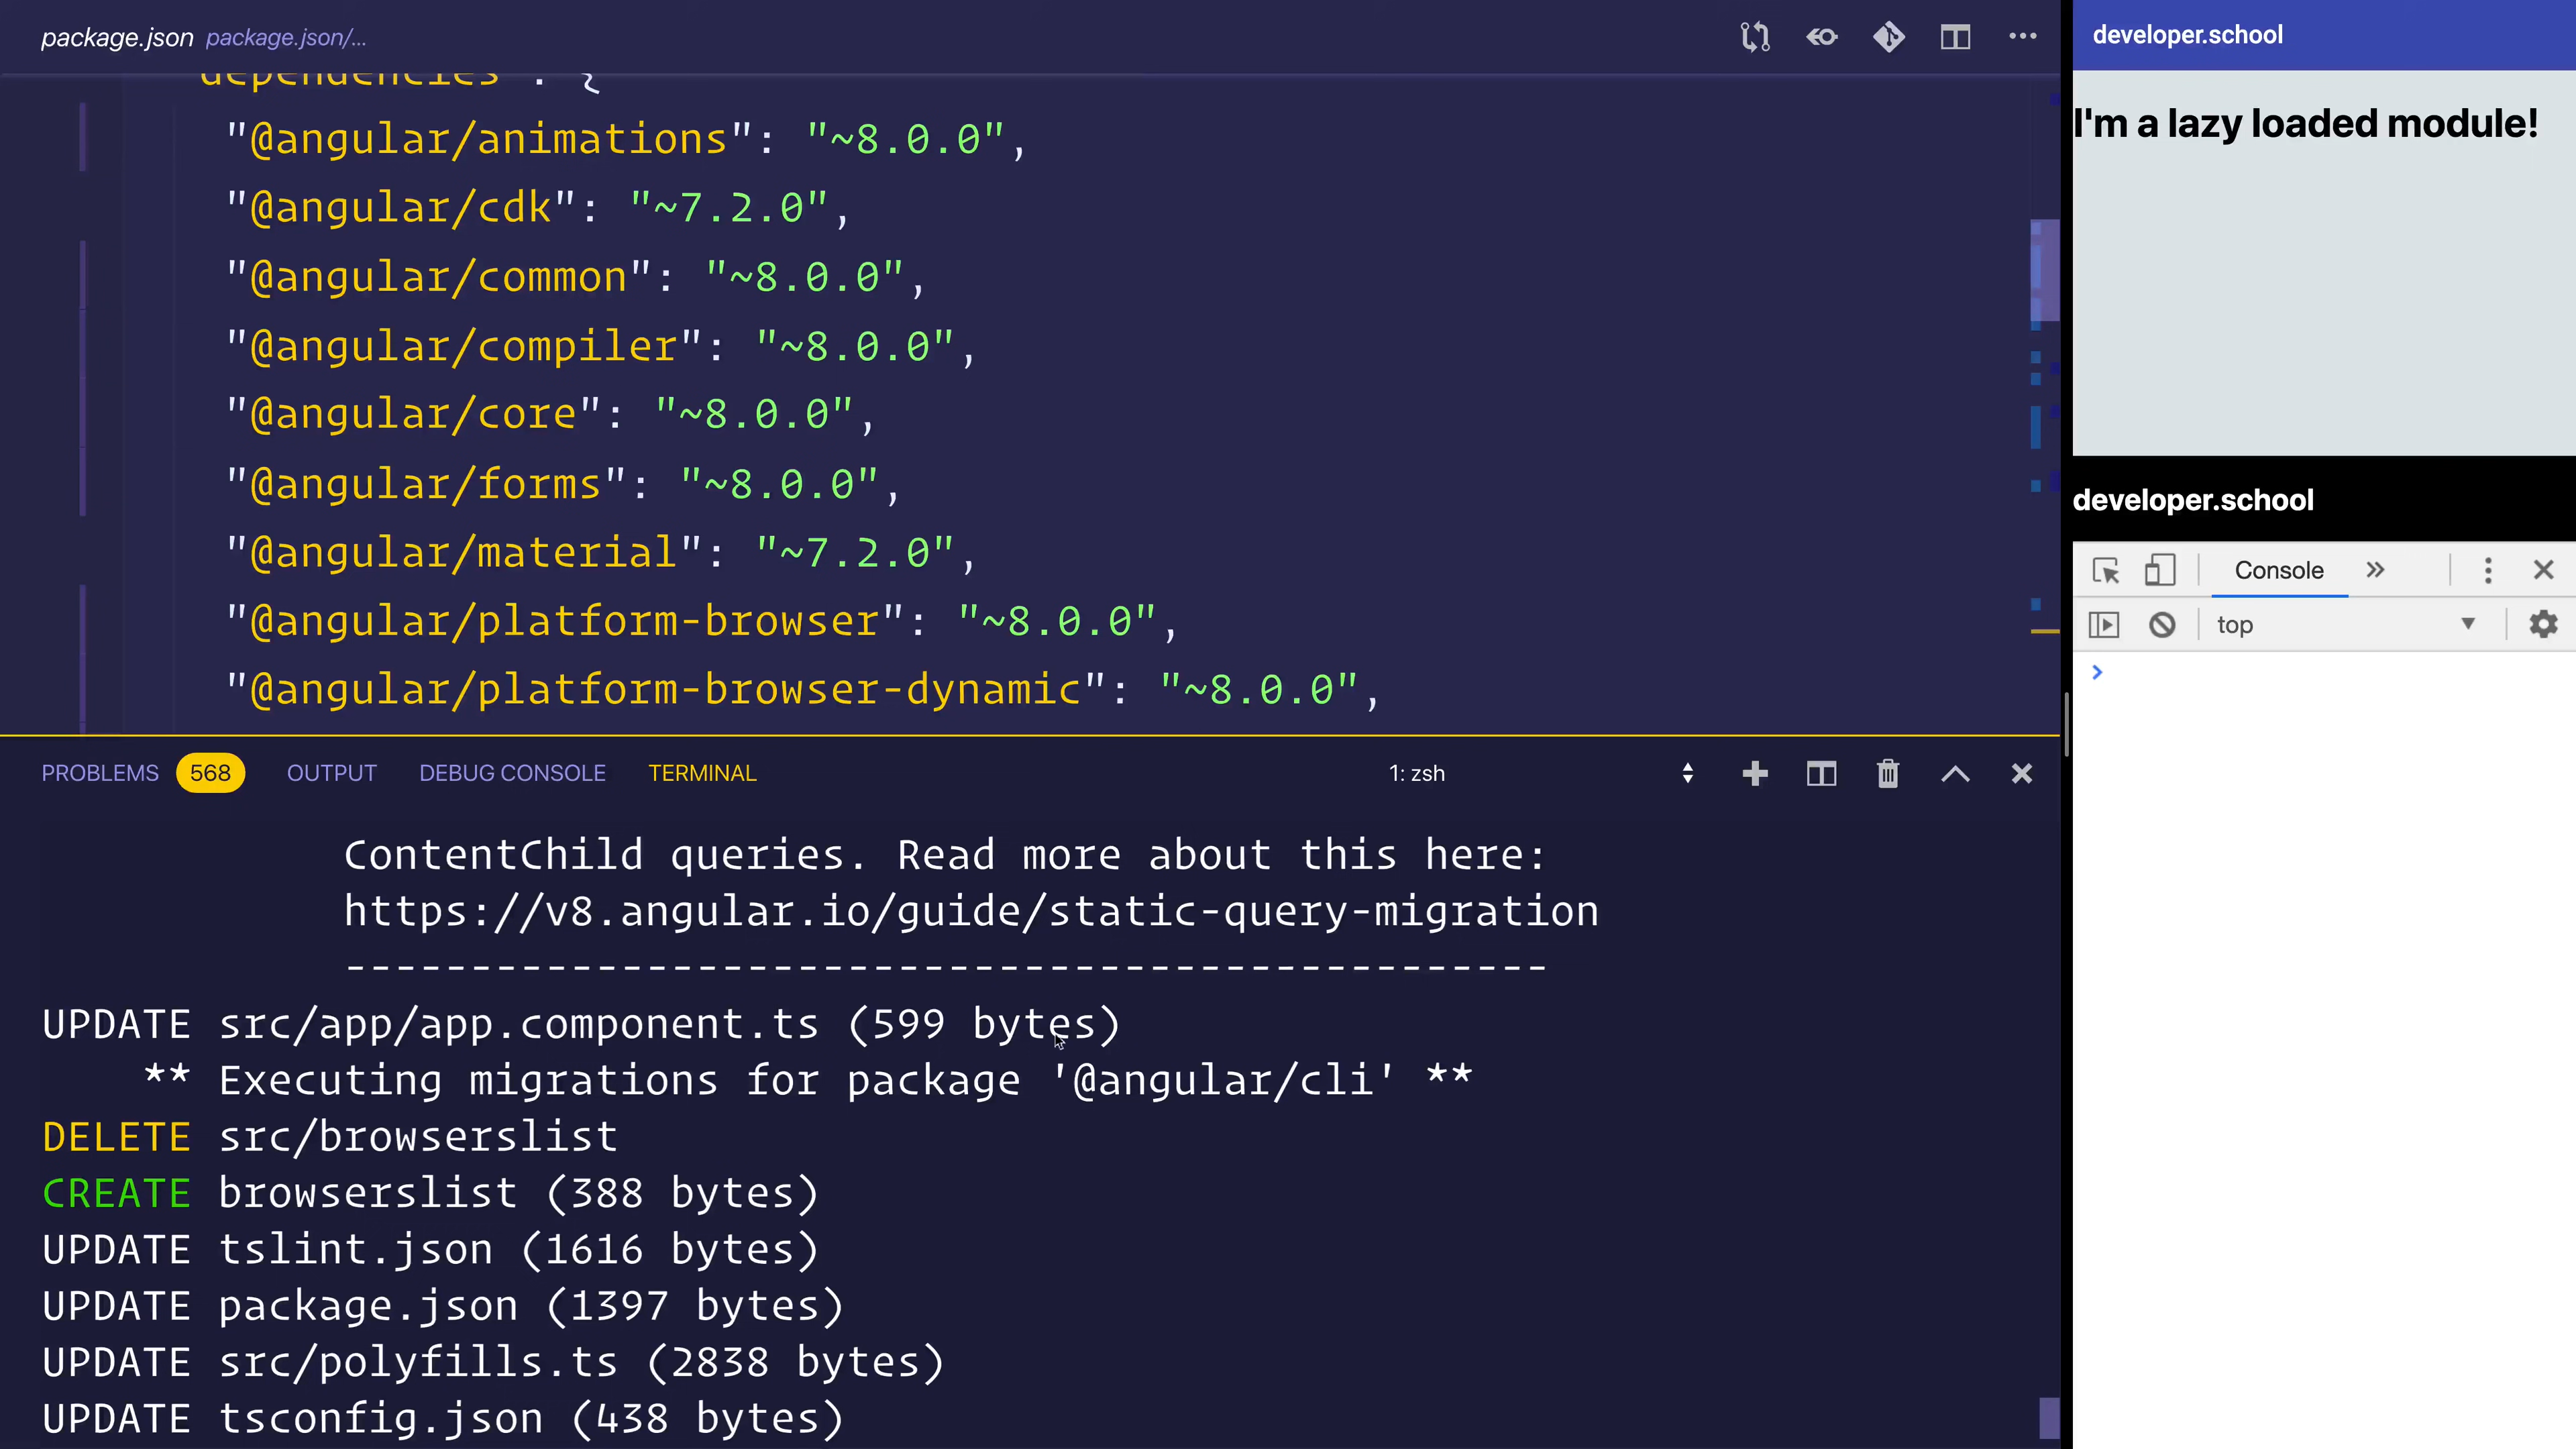 package.json package.json/...
dependencies": {
"@angular/animations": "~8.0.0",
"@angular/cdk": "~7.2.0",
"@angular/common": "~8.0.0",
"@angular/compiler": "~8.0.0",
"@angular/core": "~8.0.0",
"@angular/forms": "~8.0.0",
"@angular/material": "~7.2.0",
"@angular/platform-browser": "~8.0.0",
"@angular/platform-browser-dynamic": "~8.0.0",
PROBLEMS 568 OUTPUT DEBUG CONSOLE TERMINAL 1: zsh
ContentChild queries. Read more about this here:
https://v8.angular.io/guide/static-query-migration
------------------------------------------------
UPDATE src/app/app.component.ts (599 bytes)
** Executing migrations for package '@angular/cli' **
DELETE src/browserslist
CREATE browserslist (388 bytes)
UPDATE tslint.json (1616 bytes)
UPDATE package.json (1397 bytes)
UPDATE src/polyfills.ts (2838 bytes)
UPDATE tsconfig.json (438 bytes)
developer.school
I'm a lazy loaded module!
developer.school
Console
top